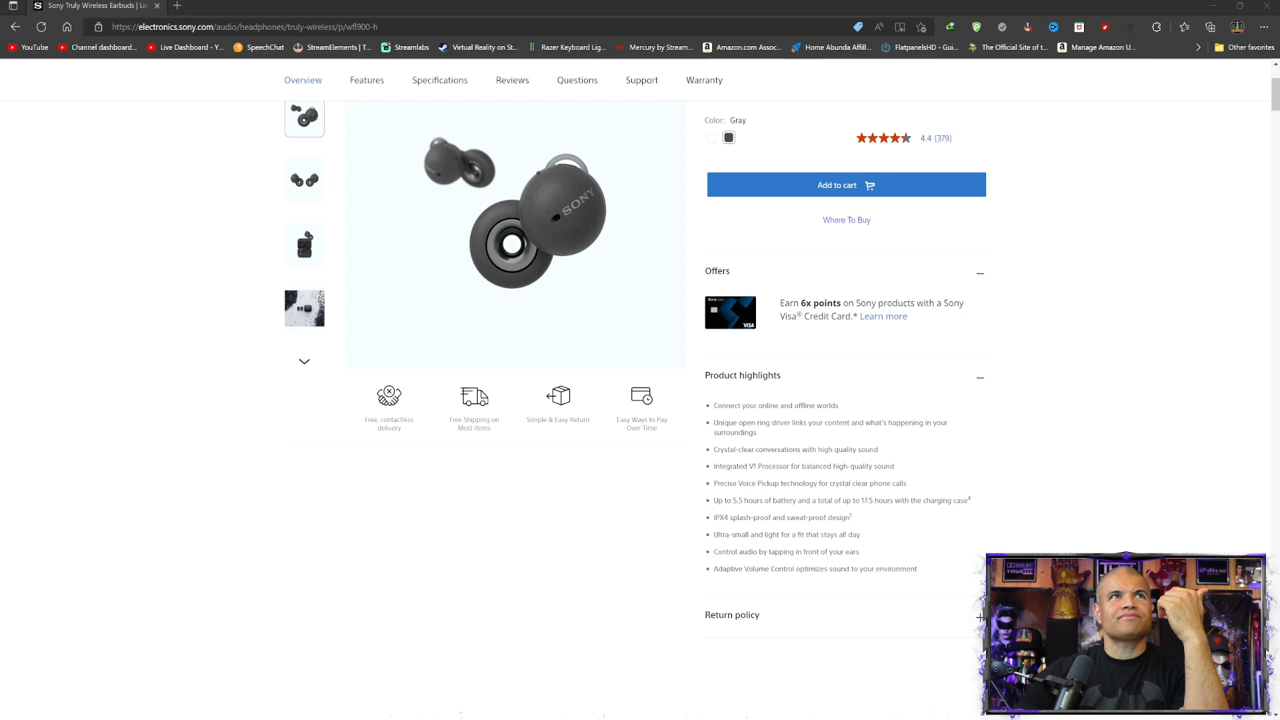 Sony Truly Wireless Earbuds | Li
https://electronics.sony.com/audio/headphones/truly-wireless/p/wfl900-h
YouTube
Channel dashboard...
Live Dashboard - Y...
SpeechChat
StreamElements |...
Streamlabs
Virtual Reality on St...
Razer Keyboard Lig...
Mercury by Stream...
Amazon.com Assoc...
Free Home Abound Affil...
FlatpanelsHD - Gui...
The Official Site of t...
Manage Amazon U...
Other favorites
Overview
Features
Specifications
Reviews
Questions
Support
Warranty
Color: Gray
4.4 (379)
Add to cart
Where To Buy
SONY
Offers
Earn 6x points on Sony products with a Sony
Visa® Credit Card.* Learn more
VISA
Free, contactless
delivery
Free Shipping on
Most items
Simple & Easy Return
Easy Ways to Pay
Over Time
Product highlights
• Connect your online and offline worlds
• Unique open ring driver links your content and what's happening in your
surroundings
• Crystal-clear conversations with high quality sound
• Integrated V1 Processor for balanced high-quality sound
• Precise Voice Pickup technology for crystal clear phone calls
• Up to 5.5 hours of battery and a total of up to 17.5 hours with the charging case⁴
• IPX4 splash-proof and sweat-proof design¹
• Ultra-small and light for a fit that stays all day
• Control audio by tapping in front of your ears
• Adaptive Volume Control optimizes sound to your environment
Return policy